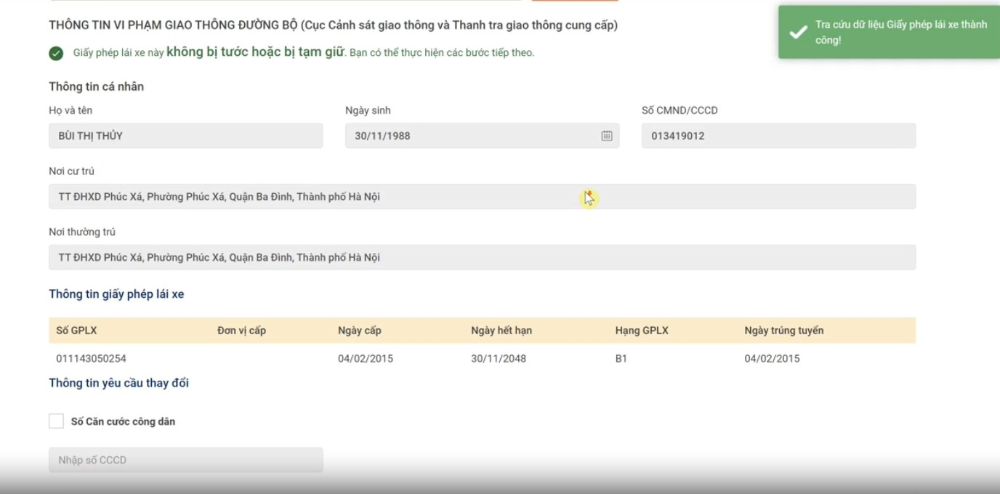 THÔNG TIN VI PHẠM GIAO THÔNG ĐƯỜNG BỘ (Cục Cảnh sát giao thông và Thanh tra giao thông cung cấp)
Tra cứu dữ liệu Giấy phép lái xe thành
công!
Giấy phép lái xe này không bị tước hoặc bị tạm giữ. Bạn có thể thực hiện các bước tiếp theo.
Thông tin cá nhân
Họ và tên
Ngày sinh
Số CMND/CCCD
BÙI THỊ THỦY
30/11/1988
013419012
Nơi cư trú
TT ĐHXD Phúc Xá, Phường Phúc Xá, Quận Ba Đình, Thành phố Hà Nội
Nơi thường trú
TT ĐHXD Phúc Xá, Phường Phúc Xá, Quận Ba Đình, Thành phố Hà Nội
Thông tin giấy phép lái xe
Số GPLX Đơn vị cấp Ngày cấp Ngày hết hạn Hạng GPLX Ngày trúng tuyển
011143050254 04/02/2015 30/11/2048 B1 04/02/2015
Thông tin yêu cầu thay đổi
Số Căn cước công dân
Nhập số CCCD